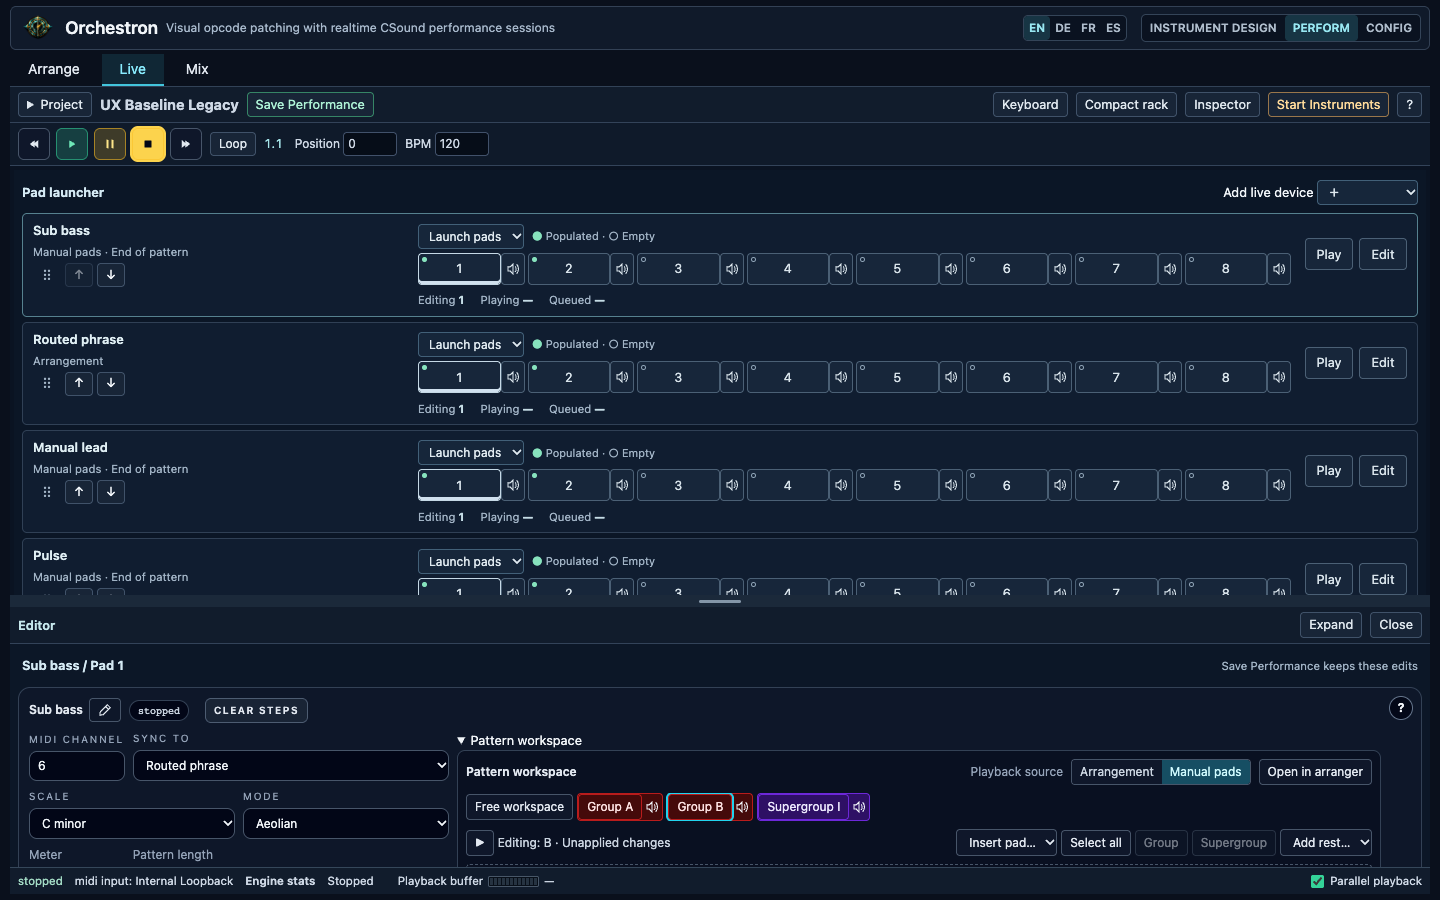 Orchestron Visual opcode patching with realtime CSound performance sessions EN DE FR ES INSTRUMENT DESIGN PERFORM CONFIG
Arrange Live Mix
Project UX Baseline Legacy Save Performance Keyboard Compact rack Inspector Start Instruments ?
Loop 1.1 Position 0 BPM 120
Pad launcher Add live device +
Sub bass Launch pads Populated · Empty
Manual pads · End of pattern 1 2 3 4 5 6 7 8 Play Edit
Editing 1 Playing — Queued —
Routed phrase Launch pads Populated · Empty
Arrangement 1 2 3 4 5 6 7 8 Play Edit
Editing 1 Playing — Queued —
Manual lead Launch pads Populated · Empty
Manual pads · End of pattern 1 2 3 4 5 6 7 8 Play Edit
Editing 1 Playing — Queued —
Pulse Launch pads Populated · Empty
Manual pads · End of pattern 1 2 3 4 5 6 7 8 Play Edit
Editor Expand Close
Sub bass / Pad 1 Save Performance keeps these edits
Sub bass stopped CLEAR STEPS ?
MIDI CHANNEL SYNC TO Pattern workspace
6 Routed phrase Pattern workspace Playback source Arrangement Manual pads Open in arranger
SCALE MODE Free workspace Group A Group B Supergroup I
C minor Aeolian Editing: B · Unapplied changes Insert pad... Select all Group Supergroup Add rest...
Meter Pattern length
stopped midi input: Internal Loopback Engine stats Stopped Playback buffer — Parallel playback